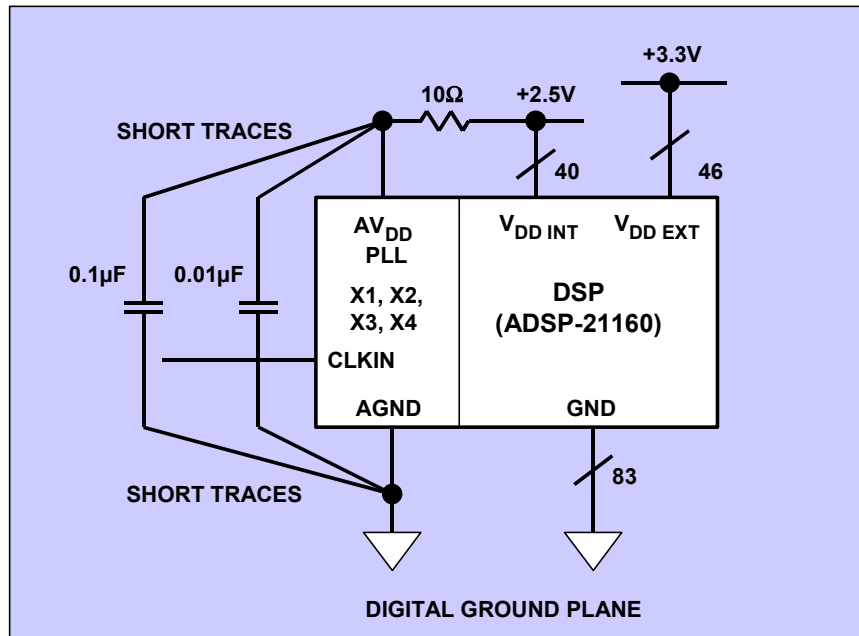 +3.3V
10Ω
+2.5V
SHORT TRACES
40
46
AVDD
PLL
X1, X2,
X3, X4
VDD INT
VDD EXT
0.1µF
0.01µF
DSP
(ADSP-21160)
CLKIN
AGND
GND
83
SHORT TRACES
DIGITAL GROUND PLANE